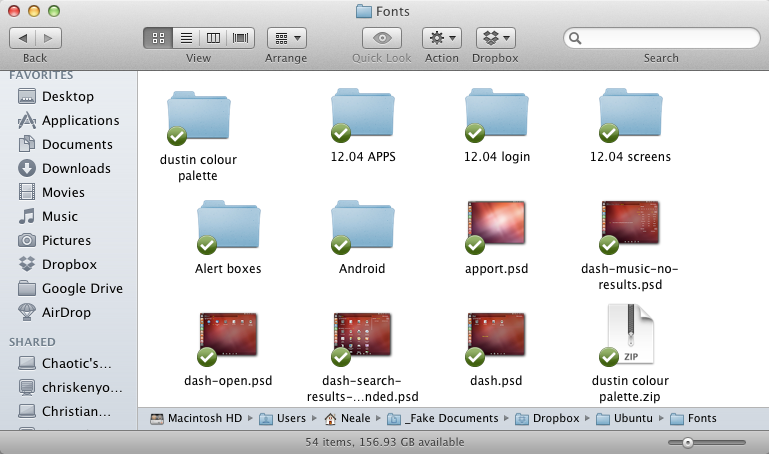 Fonts
Back
View
Arrange
Quick Look
Action
Dropbox
Search
FAVORITES
Desktop
Applications
Documents
Downloads
Movies
Music
Pictures
Dropbox
Google Drive
AirDrop
SHARED
Chaotic's...
chriskenyo...
Christian...
dustin colour
palette
12.04 APPS
12.04 login
12.04 screens
Alert boxes
Android
apport.psd
dash-music-no-
results.psd
dash-open.psd
dash-search-
results-...nded.psd
dash.psd
ZIP
dustin colour
palette.zip
Macintosh HD Users Neale _Fake Documents Dropbox Ubuntu Fonts
54 items, 156.93 GB available